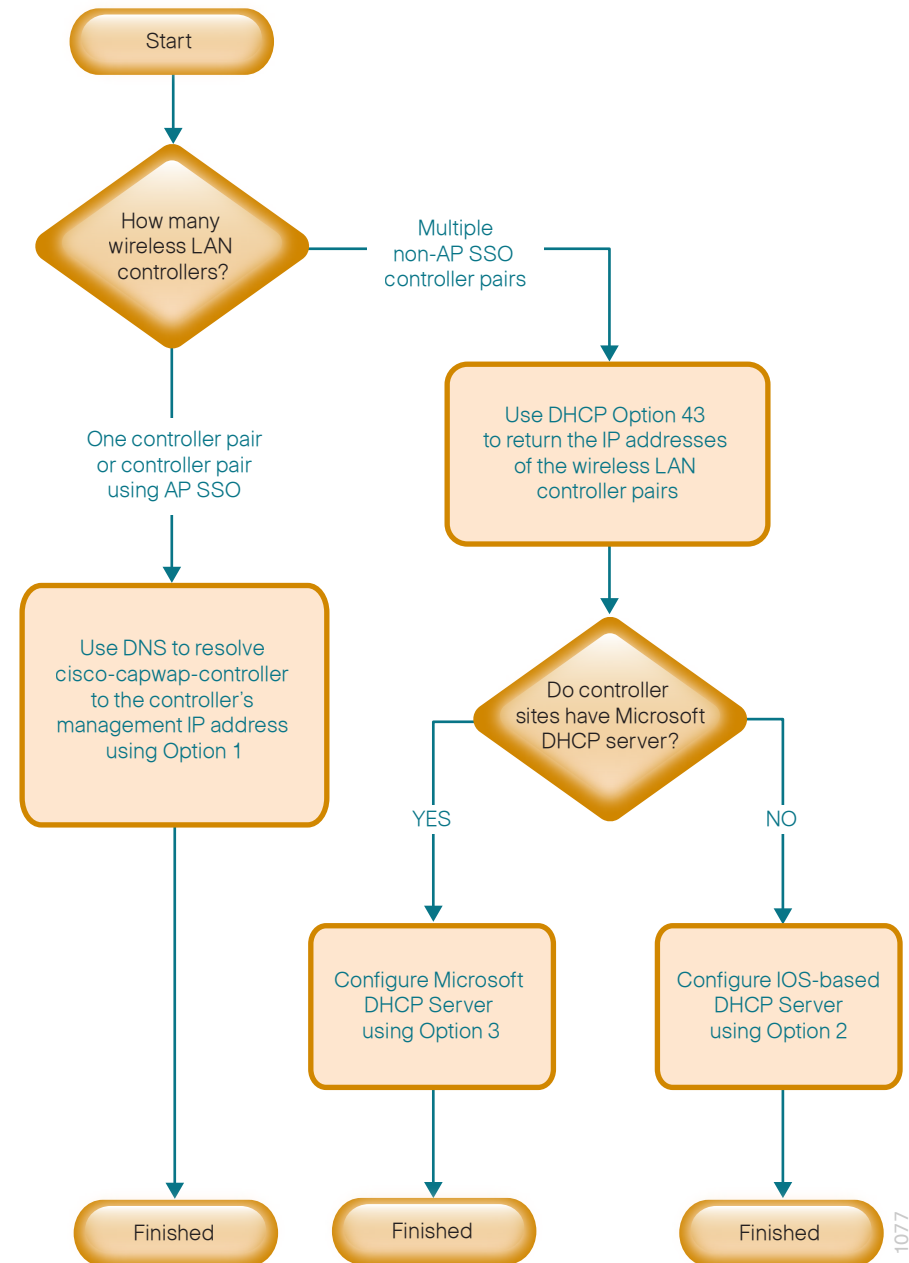 Start
How many
wireless LAN
controllers?
Multiple
non-AP SSO
controller pairs
One controller pair
or controller pair
using AP SSO
Use DHCP Option 43
to return the IP addresses
of the wireless LAN
controller pairs
Use DNS to resolve
cisco-capwap-controller
to the controller's
management IP address
using Option 1
Do controller
sites have Microsoft
DHCP server?
YES
NO
Configure Microsoft
DHCP Server
using Option 3
Configure IOS-based
DHCP Server
using Option 2
Finished
Finished
Finished
1077